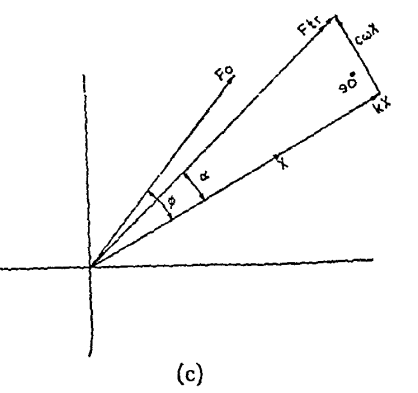 Fo
Ftr
cωX
90°
kX
X
α
ø
(c)